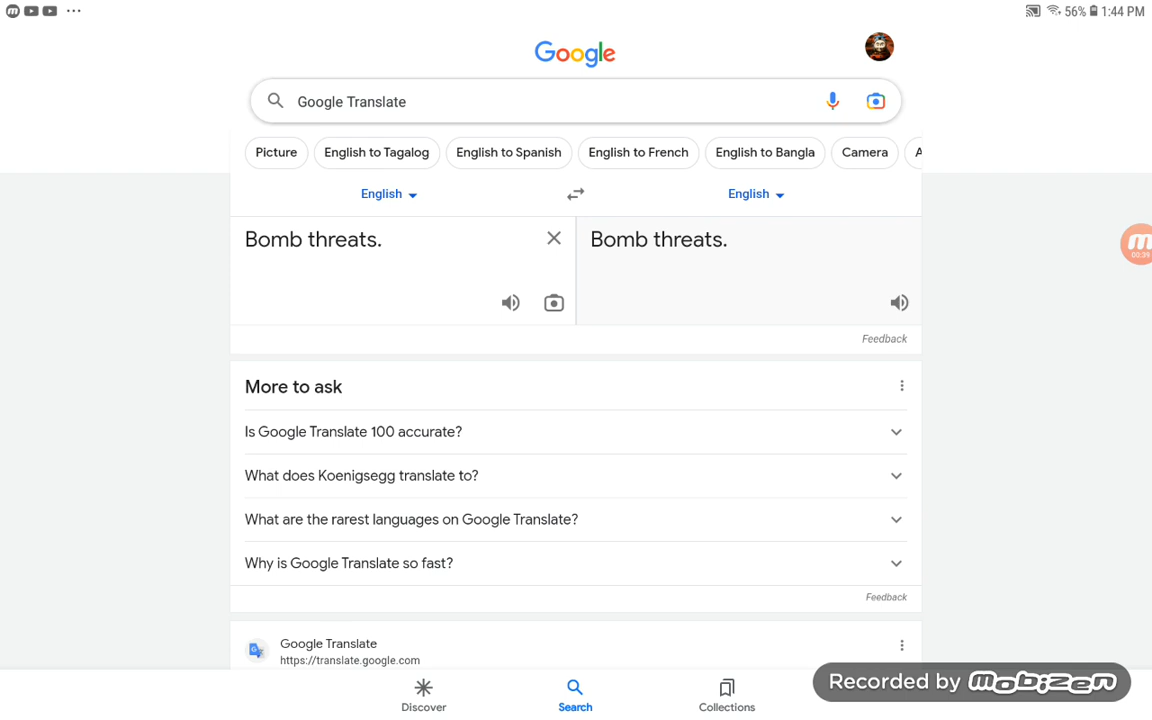 56% 1:44 PM
Google
Google Translate
Picture English to Tagalog English to Spanish English to French English to Bangla Camera A
English English
Bomb threats. Bomb threats.
Feedback
More to ask
Is Google Translate 100 accurate?
What does Koenigsegg translate to?
What are the rarest languages on Google Translate?
Why is Google Translate so fast?
Feedback
Google Translate
https://translate.google.com
Recorded by mobizen
Discover Search Collections
m
00:39